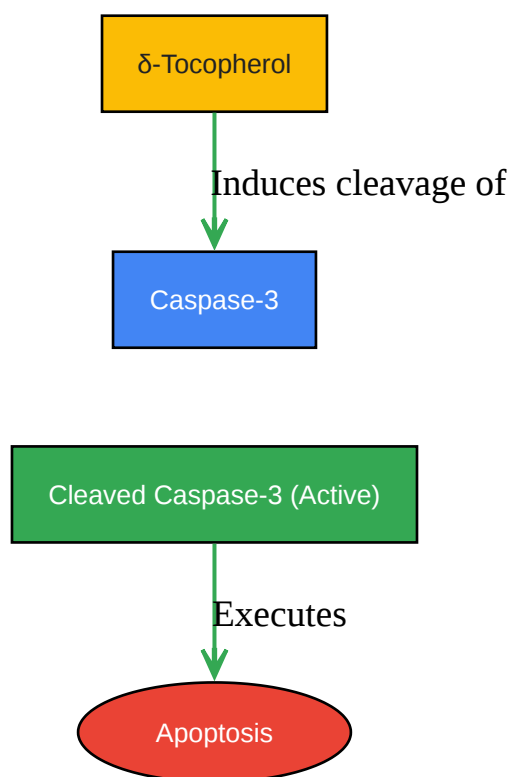 δ-Tocopherol
Induces cleavage of
Caspase-3
Cleaved Caspase-3 (Active)
Executes
Apoptosis